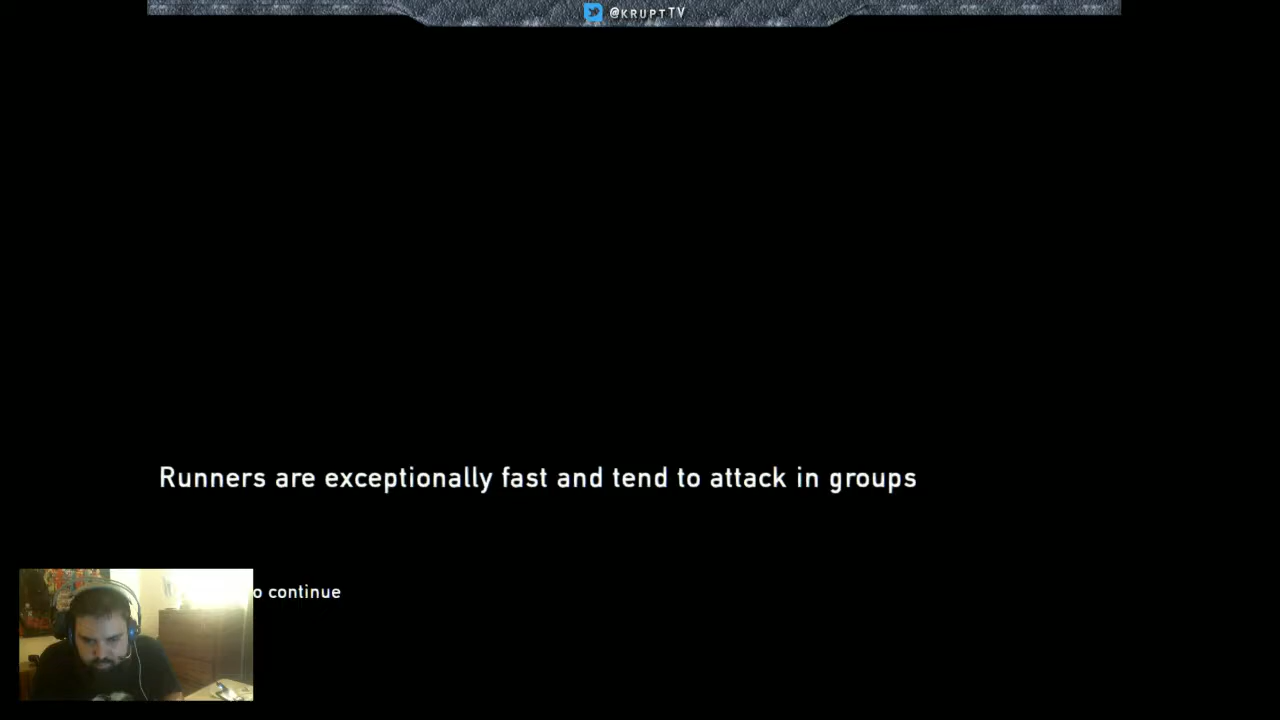 @KRUPTTV
Runners are exceptionally fast and tend to attack in groups
o continue